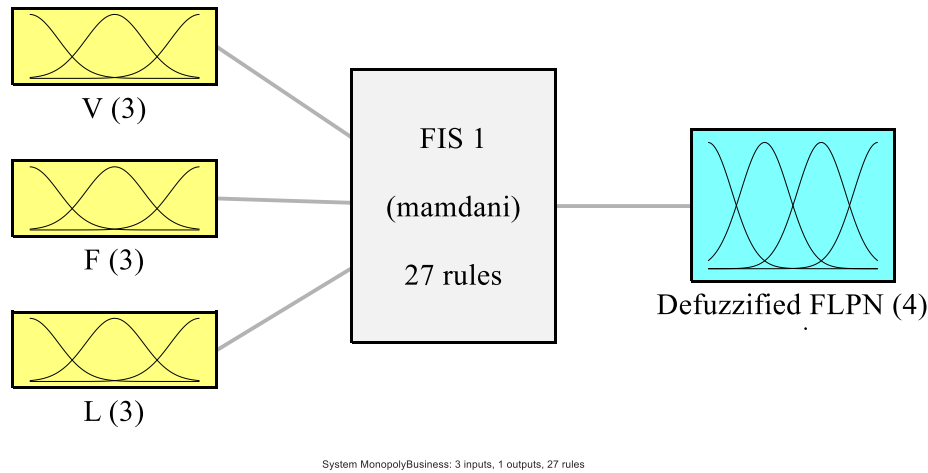 V (3)
F (3)
L (3)
FIS 1
(mamdani)
27 rules
Defuzzified FLPN (4)
System MonopolyBusiness: 3 inputs, 1 outputs, 27 rules